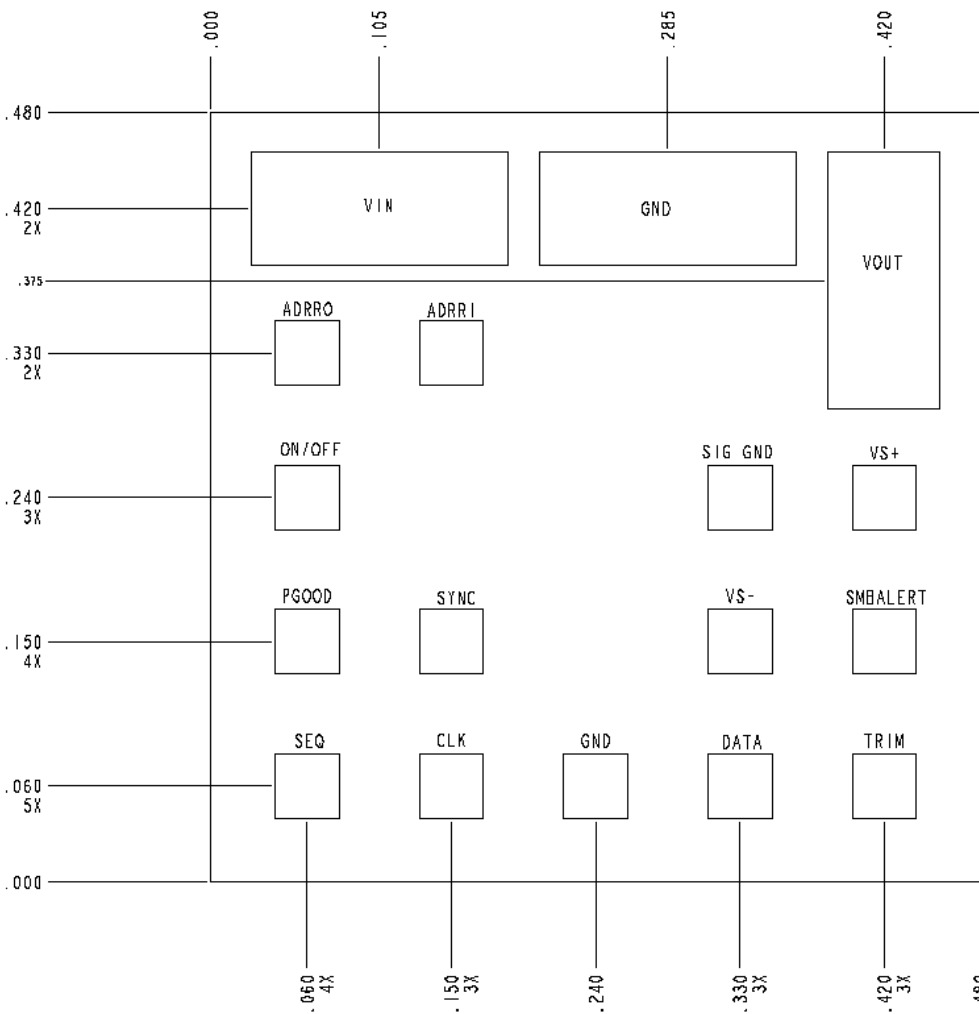 .000
.105
.285
.420
.480
VIN
GND
.420
2X
VOUT
.375
ADRRO
ADRRI
.330
2X
ON/OFF
SIG GND
VS+
.240
3X
PGOOD
SYNC
VS-
SMBALERT
.150
4X
SEQ
CLK
GND
DATA
TRIM
.060
5X
.000
.060
4X
.150
3X
.240
.330
3X
.420
3X